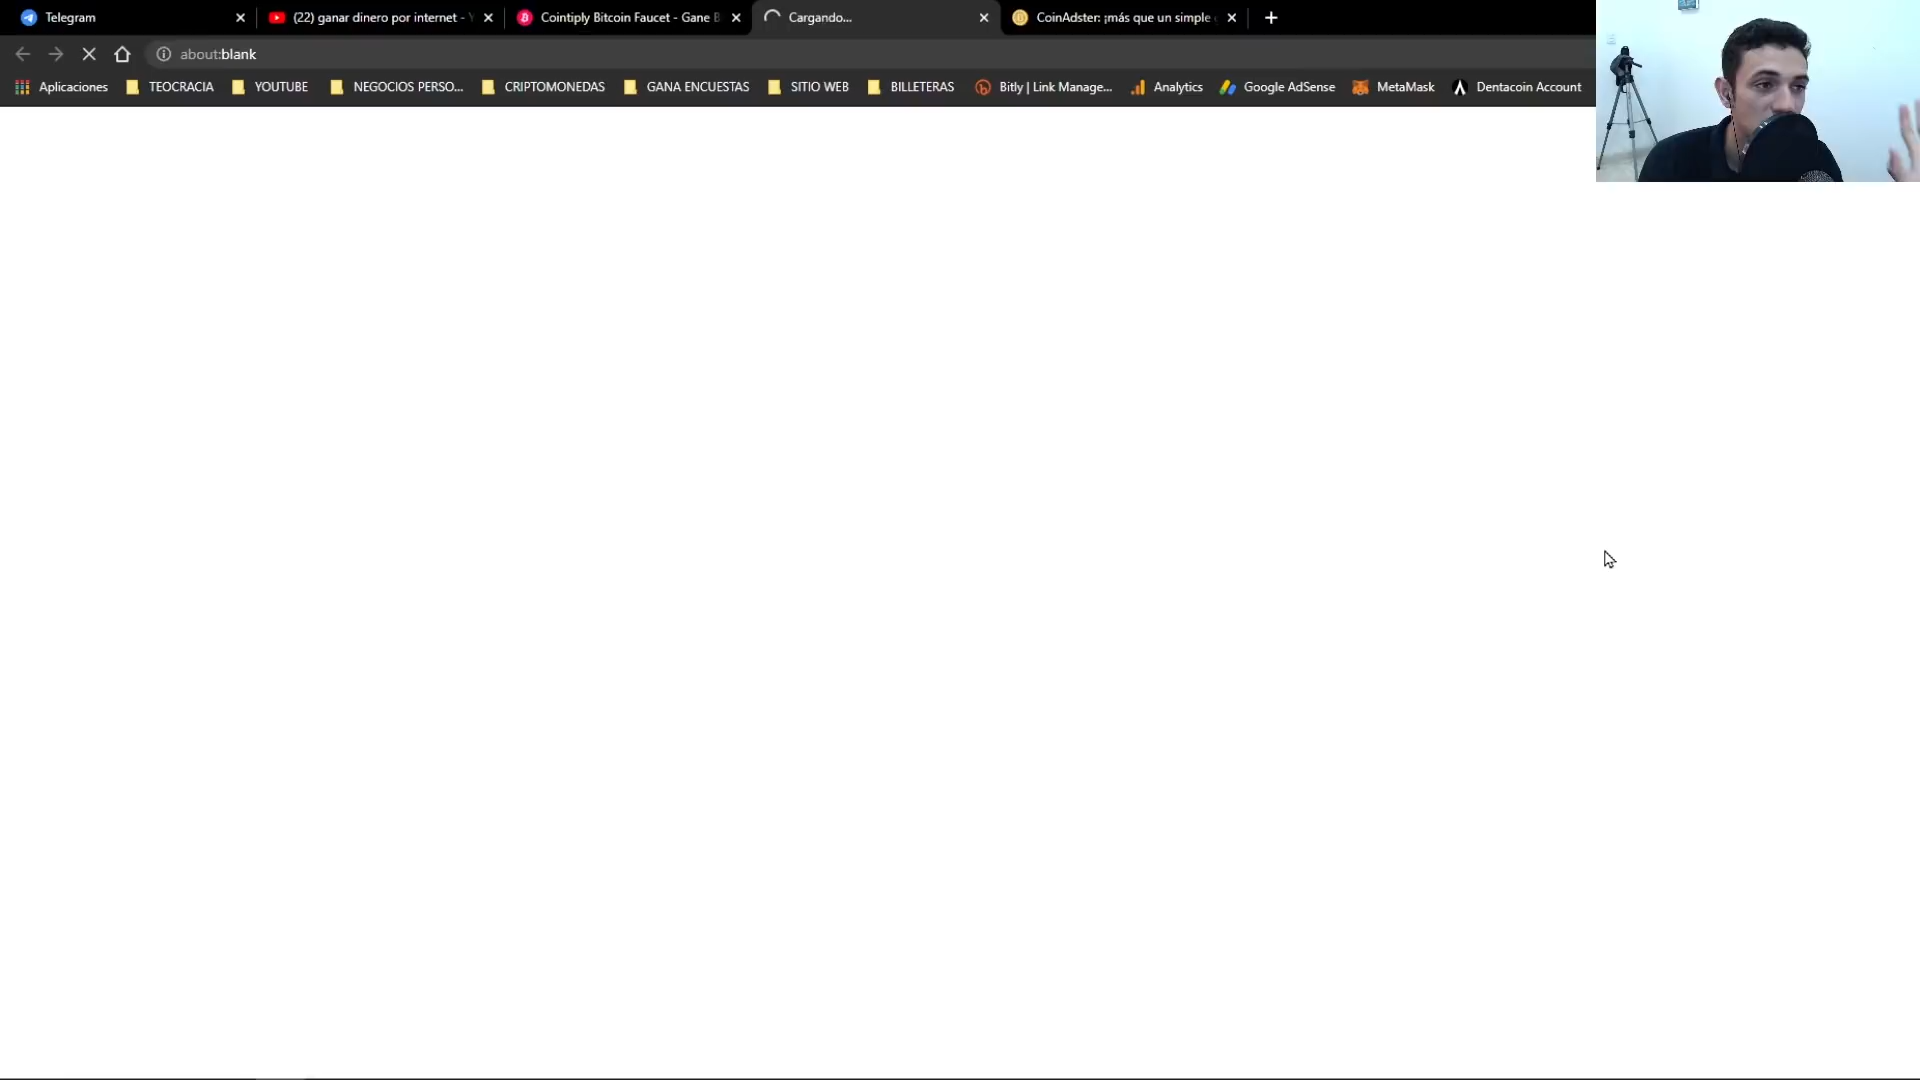 Telegram
(22) ganar dinero por internet -
Cointiply Bitcoin Faucet - Gane B
Cargando...
CoinAdster: ¡más que un simple
about:blank
Aplicaciones
TEOCRACIA
YOUTUBE
NEGOCIOS PERSO...
CRIPTOMONEDAS
GANA ENCUESTAS
SITIO WEB
BILLETERAS
Bitly | Link Manage...
Analytics
Google AdSense
MetaMask
Dentacoin Account